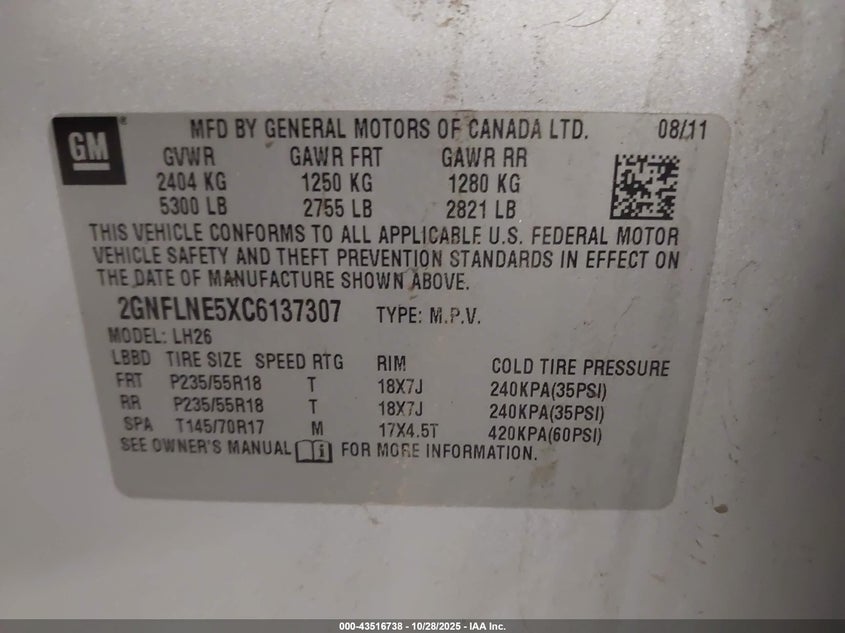 GM ® MFD BY GENERAL MOTORS OF CANADA LTD. 08/11
GVWR GAWR FRT GAWR RR
2404 KG 1250 KG 1280 KG
5300 LB 2755 LB 2821 LB
THIS VEHICLE CONFORMS TO ALL APPLICABLE U.S. FEDERAL MOTOR
VEHICLE SAFETY AND THEFT PREVENTION STANDARDS IN EFFECT ON
THE DATE OF MANUFACTURE SHOWN ABOVE.
2GNFLNE5XC6137307 TYPE: M.P.V.
MODEL: LH26
LBBD TIRE SIZE SPEED RTG RIM COLD TIRE PRESSURE
FRT P235/55R18 T 18X7J 240KPA(35PSI)
RR P235/55R18 T 18X7J 240KPA(35PSI)
SPA T145/70R17 M 17X4.5T 420KPA(60PSI)
SEE OWNER'S MANUAL i FOR MORE INFORMATION.
000-43516738 - 10/28/2025 - IAA Inc.